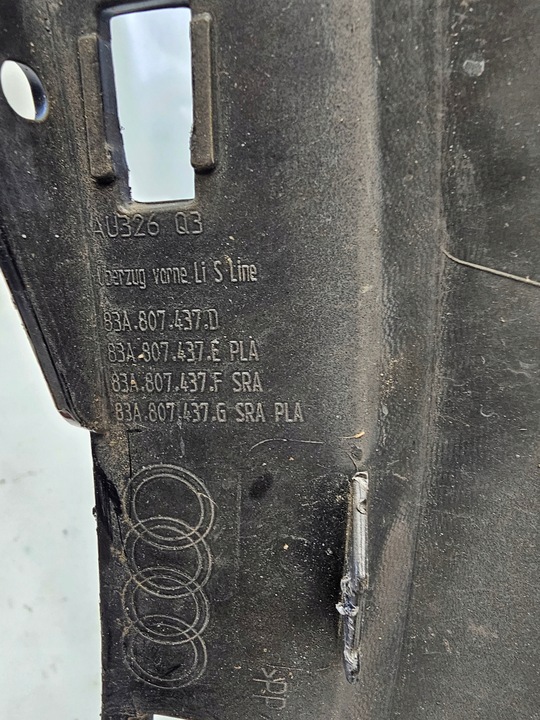 AU326 Q3
Überzug vorne Li S Line
83A.807.437.D
83A.807.437.E PLA
83A.807.437.F SRA
83A.807.437.G SRA PLA